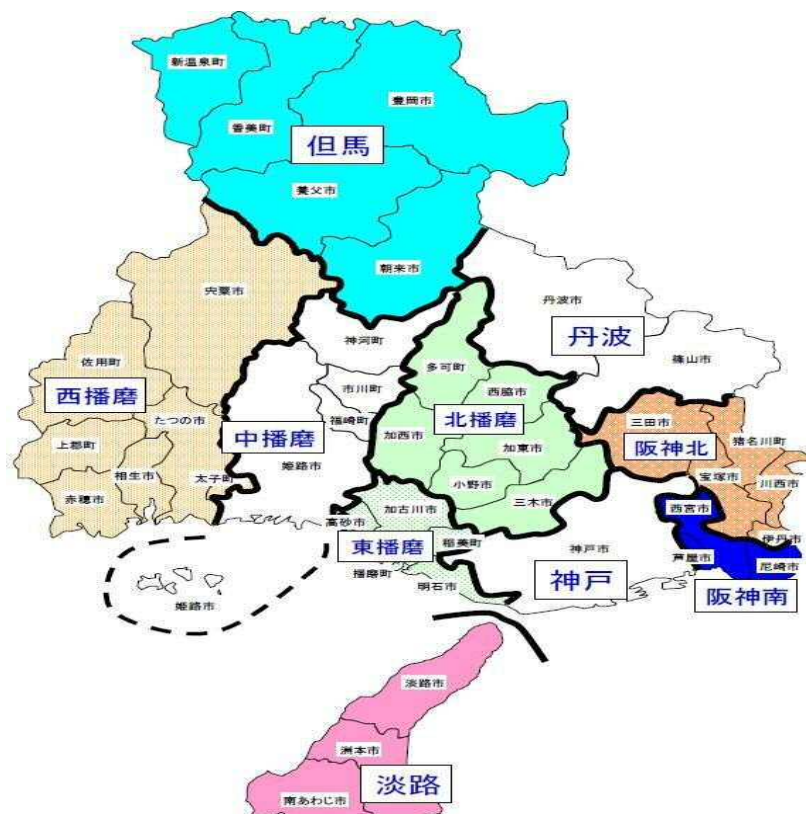 新温泉町
豊岡市
香美町
但馬
養父市
朝来市
宍粟市
丹波市
神河町
丹波
佐用町
多可町
篠山市
西播磨
市川町
西脇市
たつの市
福崎町
北播磨
三田市
猪名川町
上郡町
中播磨
加西市
加東市
阪神北
相生市
太子町
姫路市
小野市
宝塚市
川西市
赤穂市
三木市
西宮市
加古川市
高砂市
伊丹市
東播磨
稲美町
神戸市
芦屋市
尼崎市
播磨町
明石市
神戸
阪神南
姫路市
淡路市
洲本市
淡路
南あわじ市